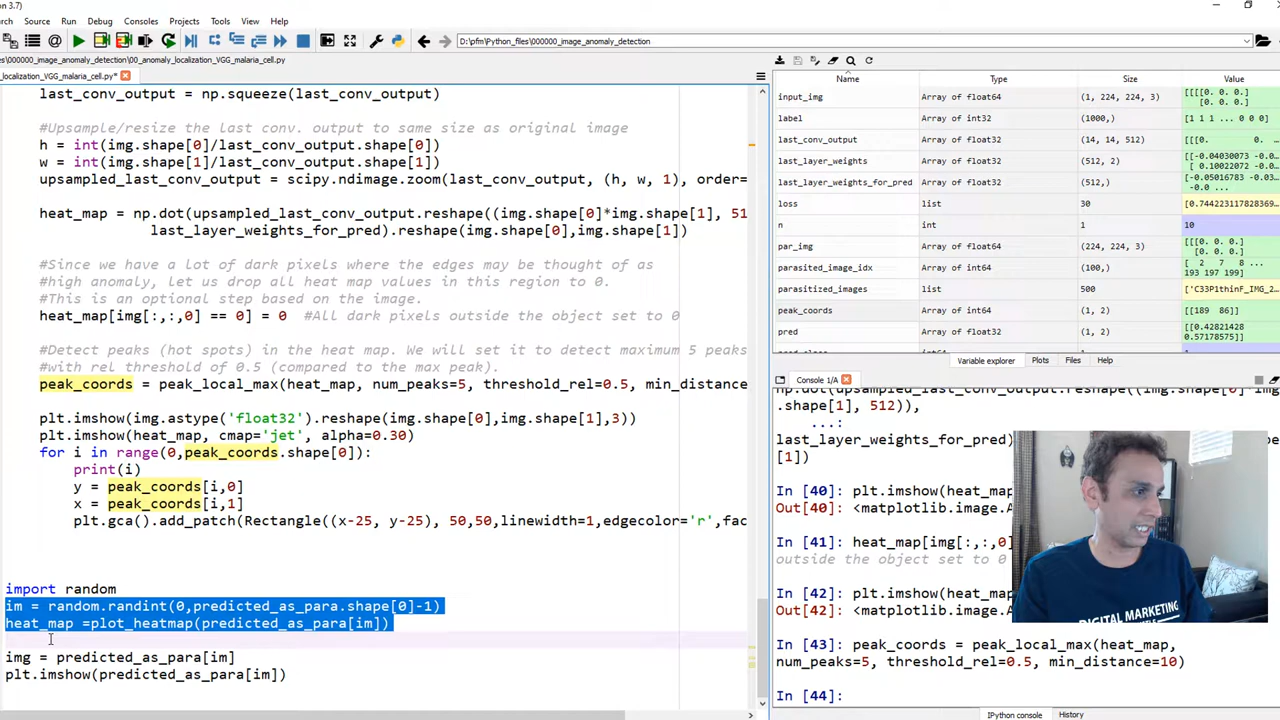 3.7)
rch Source Run Debug Consoles Projects Tools View Help
D:\pfm\Python_files\000000_image_anomaly_detection
les\000000_image_anomaly_detection\00_anomaly_localization_VGG_malaria_cell.py
_localization_VGG_malaria_cell.py*
last_conv_output = np.squeeze(last_conv_output)
#Upsample/resize the last conv. output to same size as original image
h = int(img.shape[0]/last_conv_output.shape[0])
w = int(img.shape[1]/last_conv_output.shape[1])
upsampled_last_conv_output = scipy.ndimage.zoom(last_conv_output, (h, w, 1), order=
heat_map = np.dot(upsampled_last_conv_output.reshape((img.shape[0]*img.shape[1], 51
last_layer_weights_for_pred).reshape(img.shape[0],img.shape[1])
#Since we have a lot of dark pixels where the edges may be thought of as
#high anomaly, let us drop all heat map values in this region to 0.
#This is an optional step based on the image.
heat_map[img[:,:,0] == 0] = 0 #All dark pixels outside the object set to 0
#Detect peaks (hot spots) in the heat map. We will set it to detect maximum 5 peaks
#with rel threshold of 0.5 (compared to the max peak).
peak_coords = peak_local_max(heat_map, num_peaks=5, threshold_rel=0.5, min_distance
plt.imshow(img.astype('float32').reshape(img.shape[0],img.shape[1],3))
plt.imshow(heat_map, cmap='jet', alpha=0.30)
for i in range(0,peak_coords.shape[0]):
print(i)
y = peak_coords[i,0]
x = peak_coords[i,1]
plt.gca().add_patch(Rectangle((x-25, y-25), 50,50,linewidth=1,edgecolor='r',fac
import random
im = random.randint(0,predicted_as_para.shape[0]-1)
heat_map =plot_heatmap(predicted_as_para[im])
img = predicted_as_para[im]
plt.imshow(predicted_as_para[im])
Name Type Size Value
input_img Array of float64 (1, 224, 224, 3) [[[[0. 0. 0.]
[0. 0. 0.]
label Array of int32 (1000,) [1 1 1 ... 0 0 0]
last_conv_output Array of float32 (14, 14, 512) [[[0. 0. 0...
last_layer_weights Array of float32 (512, 2) [[-0.04030073 -0.0...
[ 0.10022072 -0.0...
last_layer_weights_for_pred Array of float32 (512,) [-0.05016783 -0.03...
-0.0 ...
loss list 30 [0.744223117828369...
n int 1 10
par_img Array of float64 (224, 224, 3) [[[0. 0. 0.]
[0. 0. 0.]
parasited_image_idx Array of int64 (100,) [ 2 7 8 ...
193 197 199]
parasitized_images list 500 ['C33P1thinF_IMG_2...
peak_coords Array of int64 (1, 2) [[189 86]]
pred Array of float32 (1, 2) [[0.42821428
0.57178575]]
Variable explorer Plots Files Help
Console 1/A
np.dot(upsampled_last_conv_output.reshape((img.shape[0]*img
.shape[1], 512)),
...:
last_layer_weights_for_pred)
[1])
In [40]: plt.imshow(heat_map
Out[40]: <matplotlib.image.A
In [41]: heat_map[img[:,:,0]
outside the object set to 0
In [42]: plt.imshow(heat_map
Out[42]: <matplotlib.image.A
In [43]: peak_coords = peak_local_max(heat_map,
num_peaks=5, threshold_rel=0.5, min_distance=10)
In [44]:
IPython console History